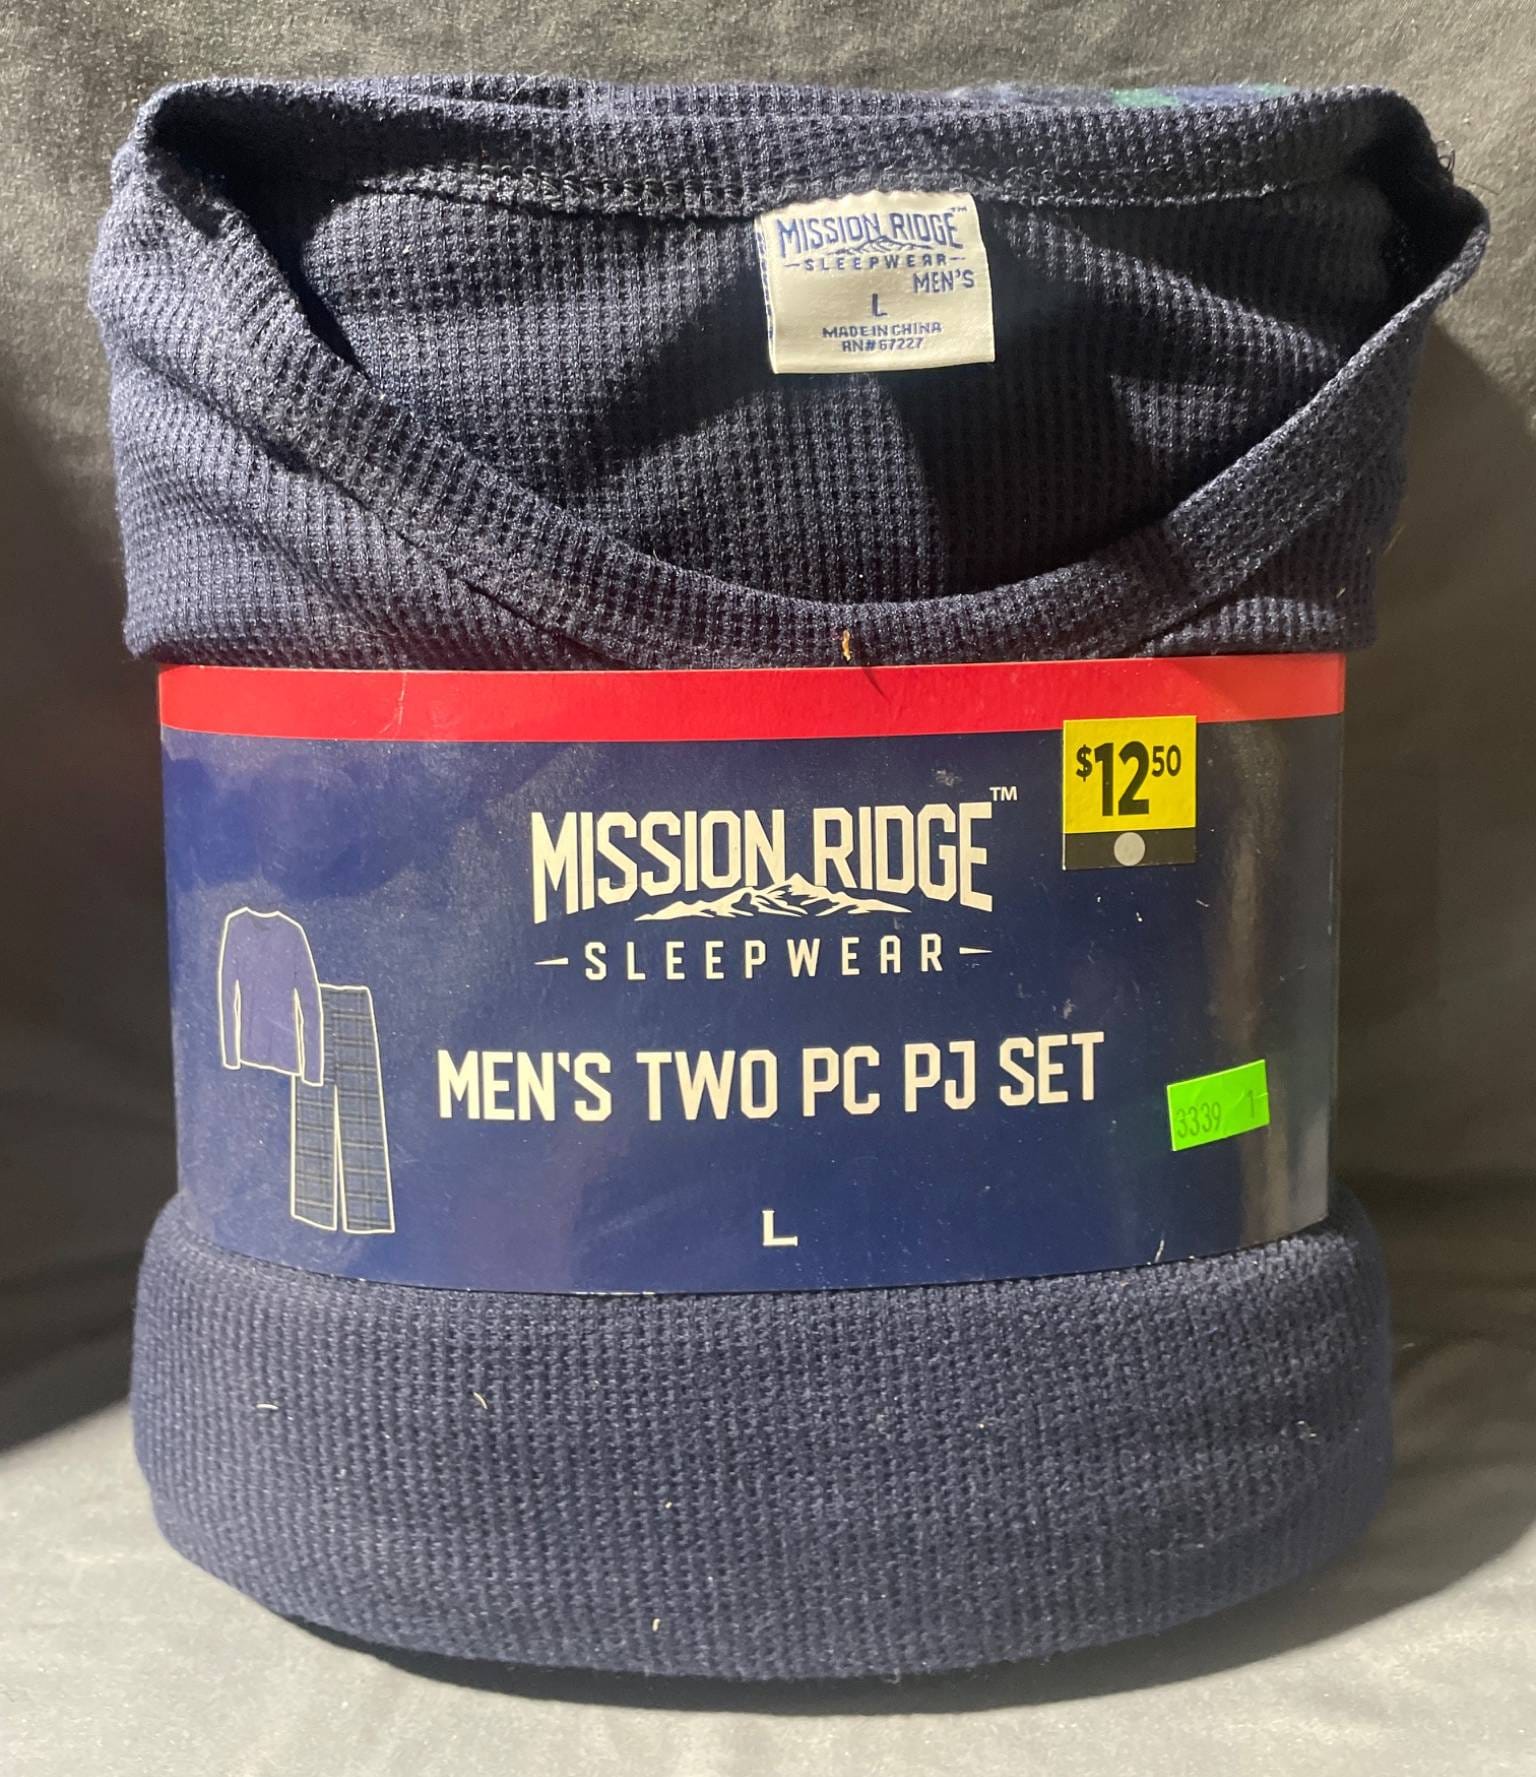 MISSION RIDGE™
SLEEPWEAR
MEN'S
L
MADE IN CHINA
RN# 67227
$12.50
MISSION RIDGE™
SLEEPWEAR
MEN'S TWO PC PJ SET
3339 1
L